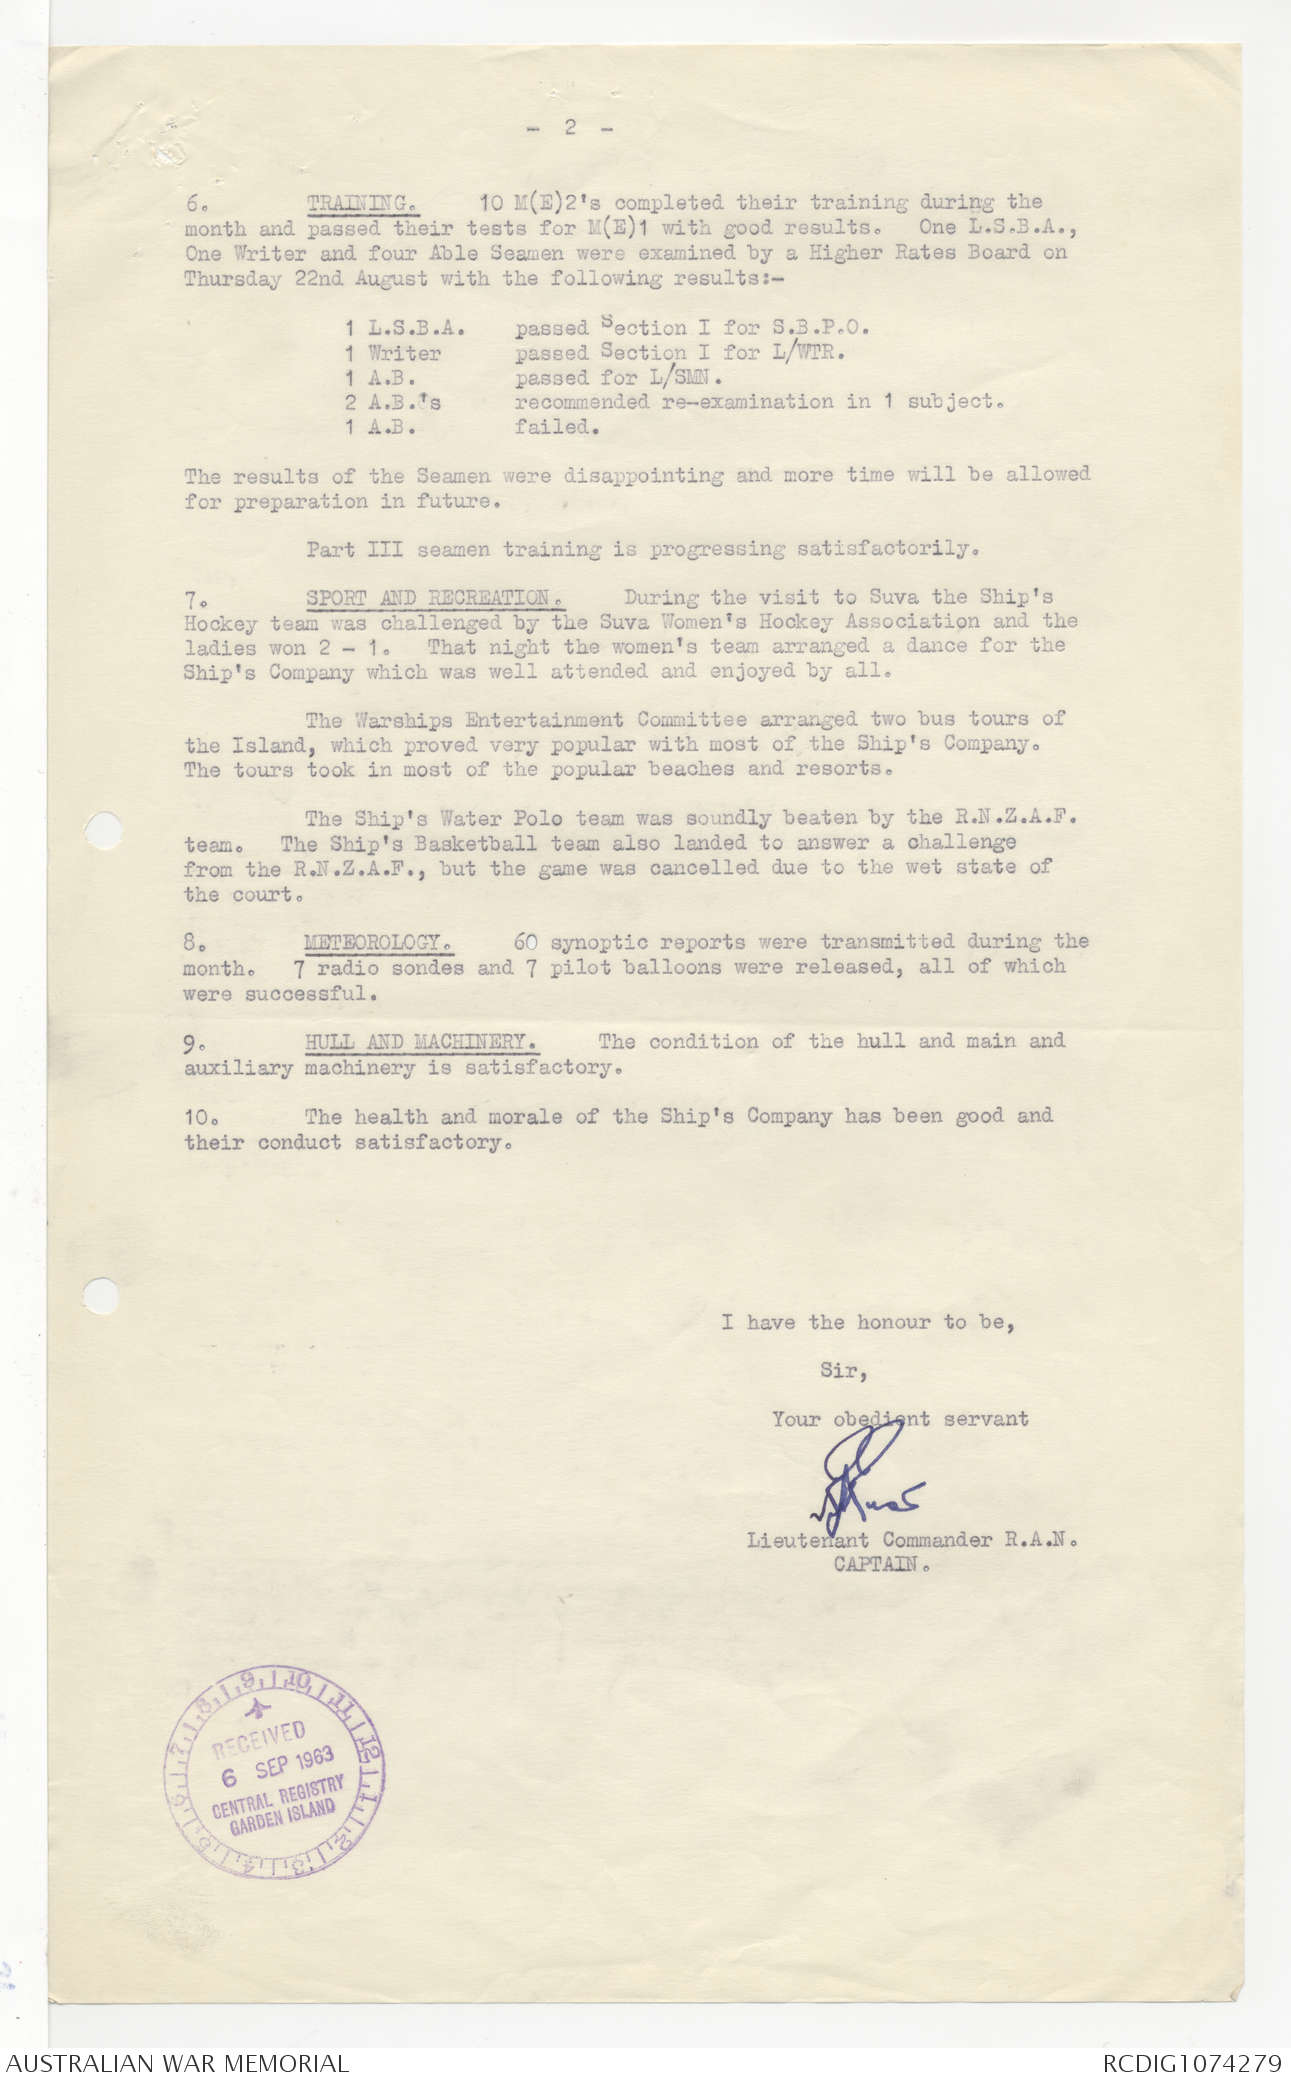 - 2 -
6. TRAINING. 10 M(E)2's completed their training during the
month and passed their tests for M(E)1 with good results. One L.S.B.A.,
One Writer and four Able Seamen were examined by a Higher Rates Board on
Thursday 22nd August with the following results:-
1 L.S.B.A. passed Section I for S.B.P.O.
1 Writer passed Section I for L/WTR.
1 A.B. passed for L/SMN.
2 A.B.'s recommended re-examination in 1 subject.
1 A.B. failed.
The results of the Seamen were disappointing and more time will be allowed
for preparation in future.
Part III seamen training is progressing satisfactorily.
7. SPORT AND RECREATION. During the visit to Suva the Ship's
Hockey team was challenged by the Suva Women's Hockey Association and the
ladies won 2 - 1. That night the women's team arranged a dance for the
Ship's Company which was well attended and enjoyed by all.
The Warships Entertainment Committee arranged two bus tours of
the Island, which proved very popular with most of the Ship's Company.
The tours took in most of the popular beaches and resorts.
The Ship's Water Polo team was soundly beaten by the R.N.Z.A.F.
team. The Ship's Basketball team also landed to answer a challenge
from the R.N.Z.A.F., but the game was cancelled due to the wet state of
the court.
8. METEOROLOGY. 60 synoptic reports were transmitted during the
month. 7 radio sondes and 7 pilot balloons were released, all of which
were successful.
9. HULL AND MACHINERY. The condition of the hull and main and
auxiliary machinery is satisfactory.
10. The health and morale of the Ship's Company has been good and
their conduct satisfactory.
I have the honour to be,
Sir,
Your obedient servant
Lieutenant Commander R.A.N.
CAPTAIN.
9 10 11 12 1 2 3 4 5 6 7 8
RECEIVED
6 SEP 1963
CENTRAL REGISTRY
GARDEN ISLAND
AUSTRALIAN WAR MEMORIAL
RCDIG1074279